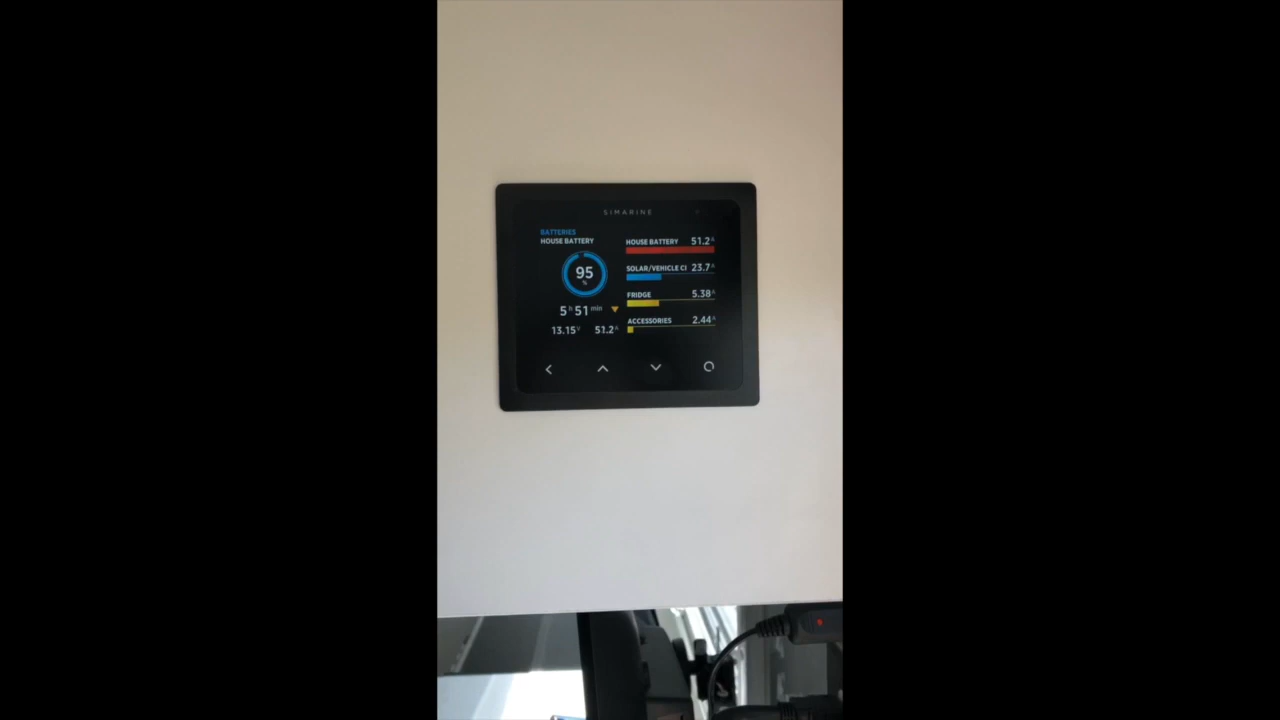 SIMARINE
BATTERIES
HOUSE BATTERY
95
%
5 h 51 min
13.15 V 51.2 A
HOUSE BATTERY 51.2 A
SOLAR/VEHICLE CI 23.7 A
FRIDGE 5.38 A
ACCESSORIES 2.44 A